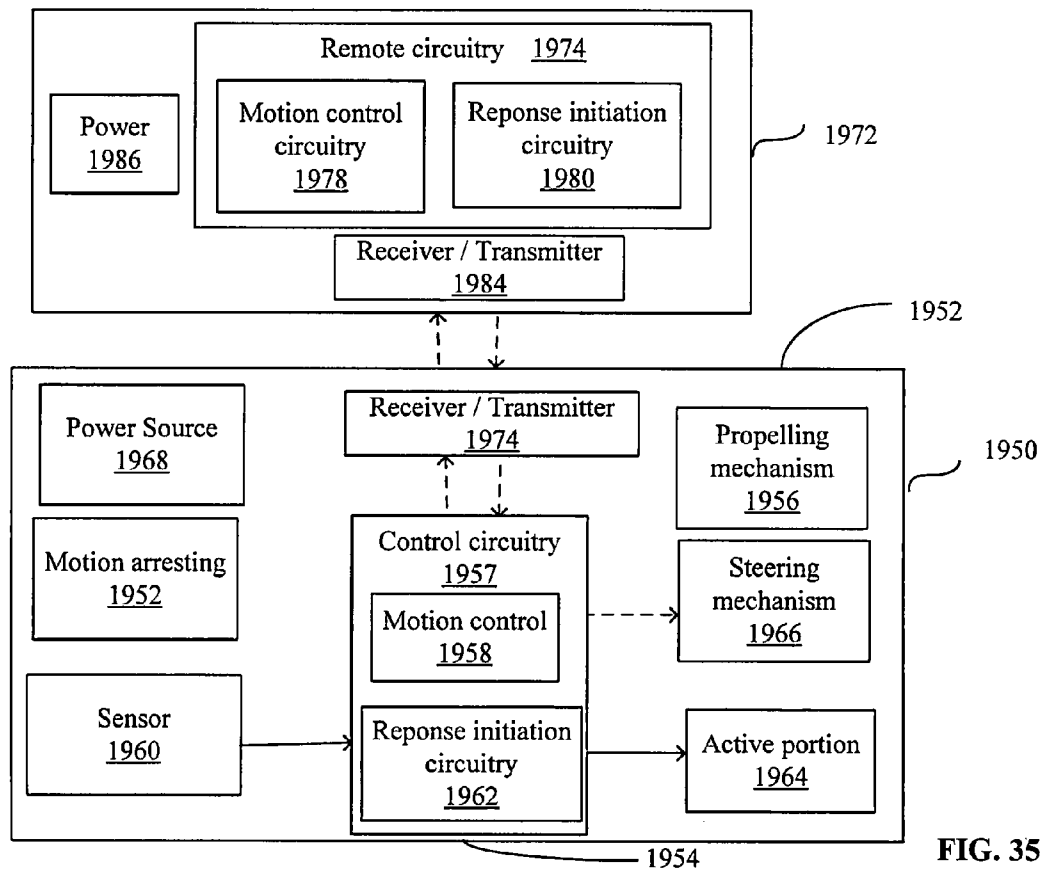 Remote circuitry 1974
Power
1986
Motion control
circuitry
1978
Reponse initiation
circuitry
1980
1972
Receiver / Transmitter
1984
1952
Power Source
1968
Receiver / Transmitter
1974
Propelling
mechanism
1956
1950
Motion arresting
1952
Control circuitry
1957
Motion control
1958
Steering
mechanism
1966
Sensor
1960
Reponse initiation
circuitry
1962
Active portion
1964
1954
FIG. 35